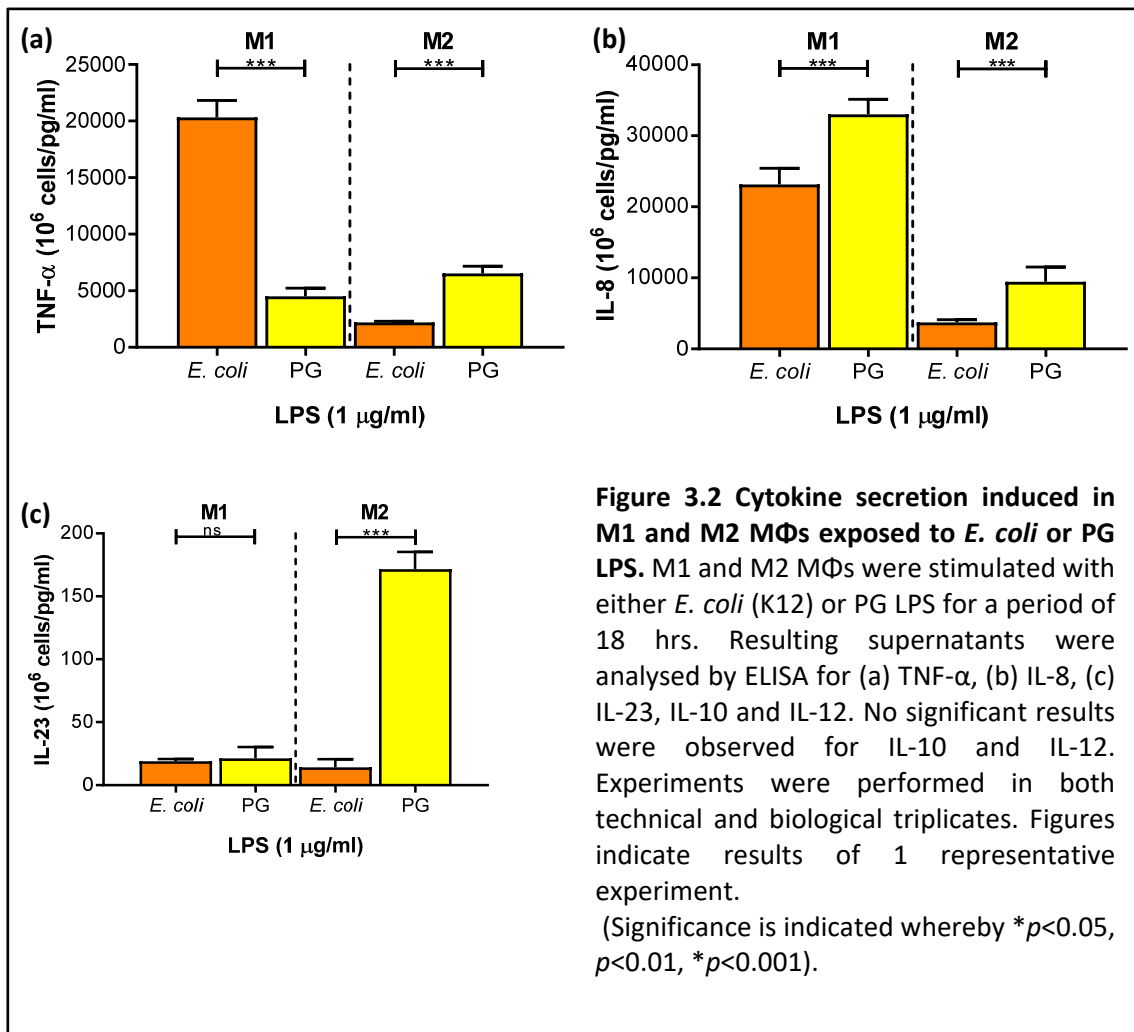 (a)
M1
M2
***
***
25000
20000
15000
10000
5000
0
TNF-α (10⁶ cells/pg/ml)
E. coli
PG
E. coli
PG
LPS (1 μg/ml)
(b)
M1
M2
***
***
40000
30000
20000
10000
0
IL-8 (10⁶ cells/pg/ml)
E. coli
PG
E. coli
PG
LPS (1 μg/ml)
(c)
M1
M2
ns
***
200
150
100
50
0
IL-23 (10⁶ cells/pg/ml)
E. coli
PG
E. coli
PG
LPS (1 μg/ml)
Figure 3.2 Cytokine secretion induced in
M1 and M2 MΦs exposed to E. coli or PG
LPS. M1 and M2 MΦs were stimulated with
either E. coli (K12) or PG LPS for a period of
18 hrs. Resulting supernatants were
analysed by ELISA for (a) TNF-α, (b) IL-8, (c)
IL-23, IL-10 and IL-12. No significant results
were observed for IL-10 and IL-12.
Experiments were performed in both
technical and biological triplicates. Figures
indicate results of 1 representative
experiment.
(Significance is indicated whereby *p<0.05,
p<0.01, *p<0.001).